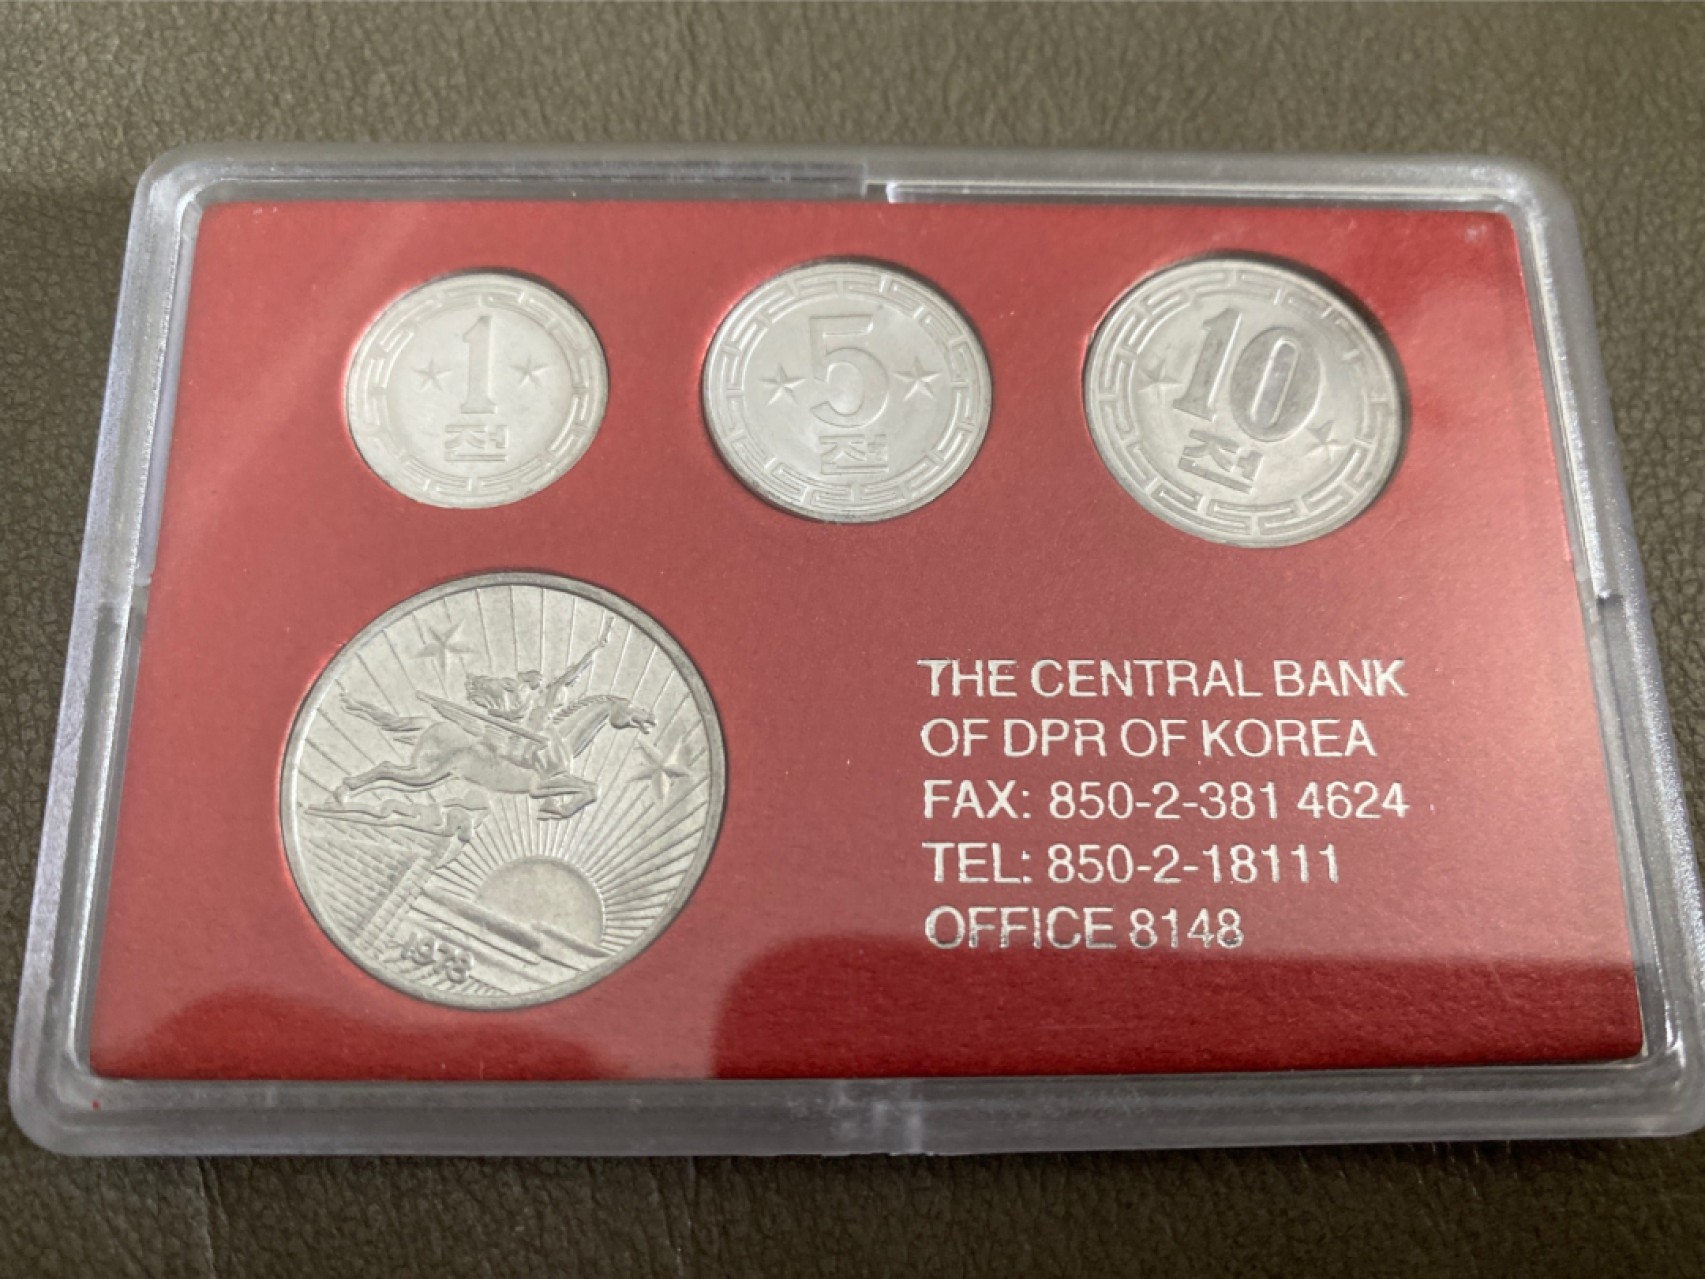 1
전
5
전
10
전
1978
THE CENTRAL BANK
OF DPR OF KOREA
FAX: 850-2-381 4624
TEL: 850-2-18111
OFFICE 8148